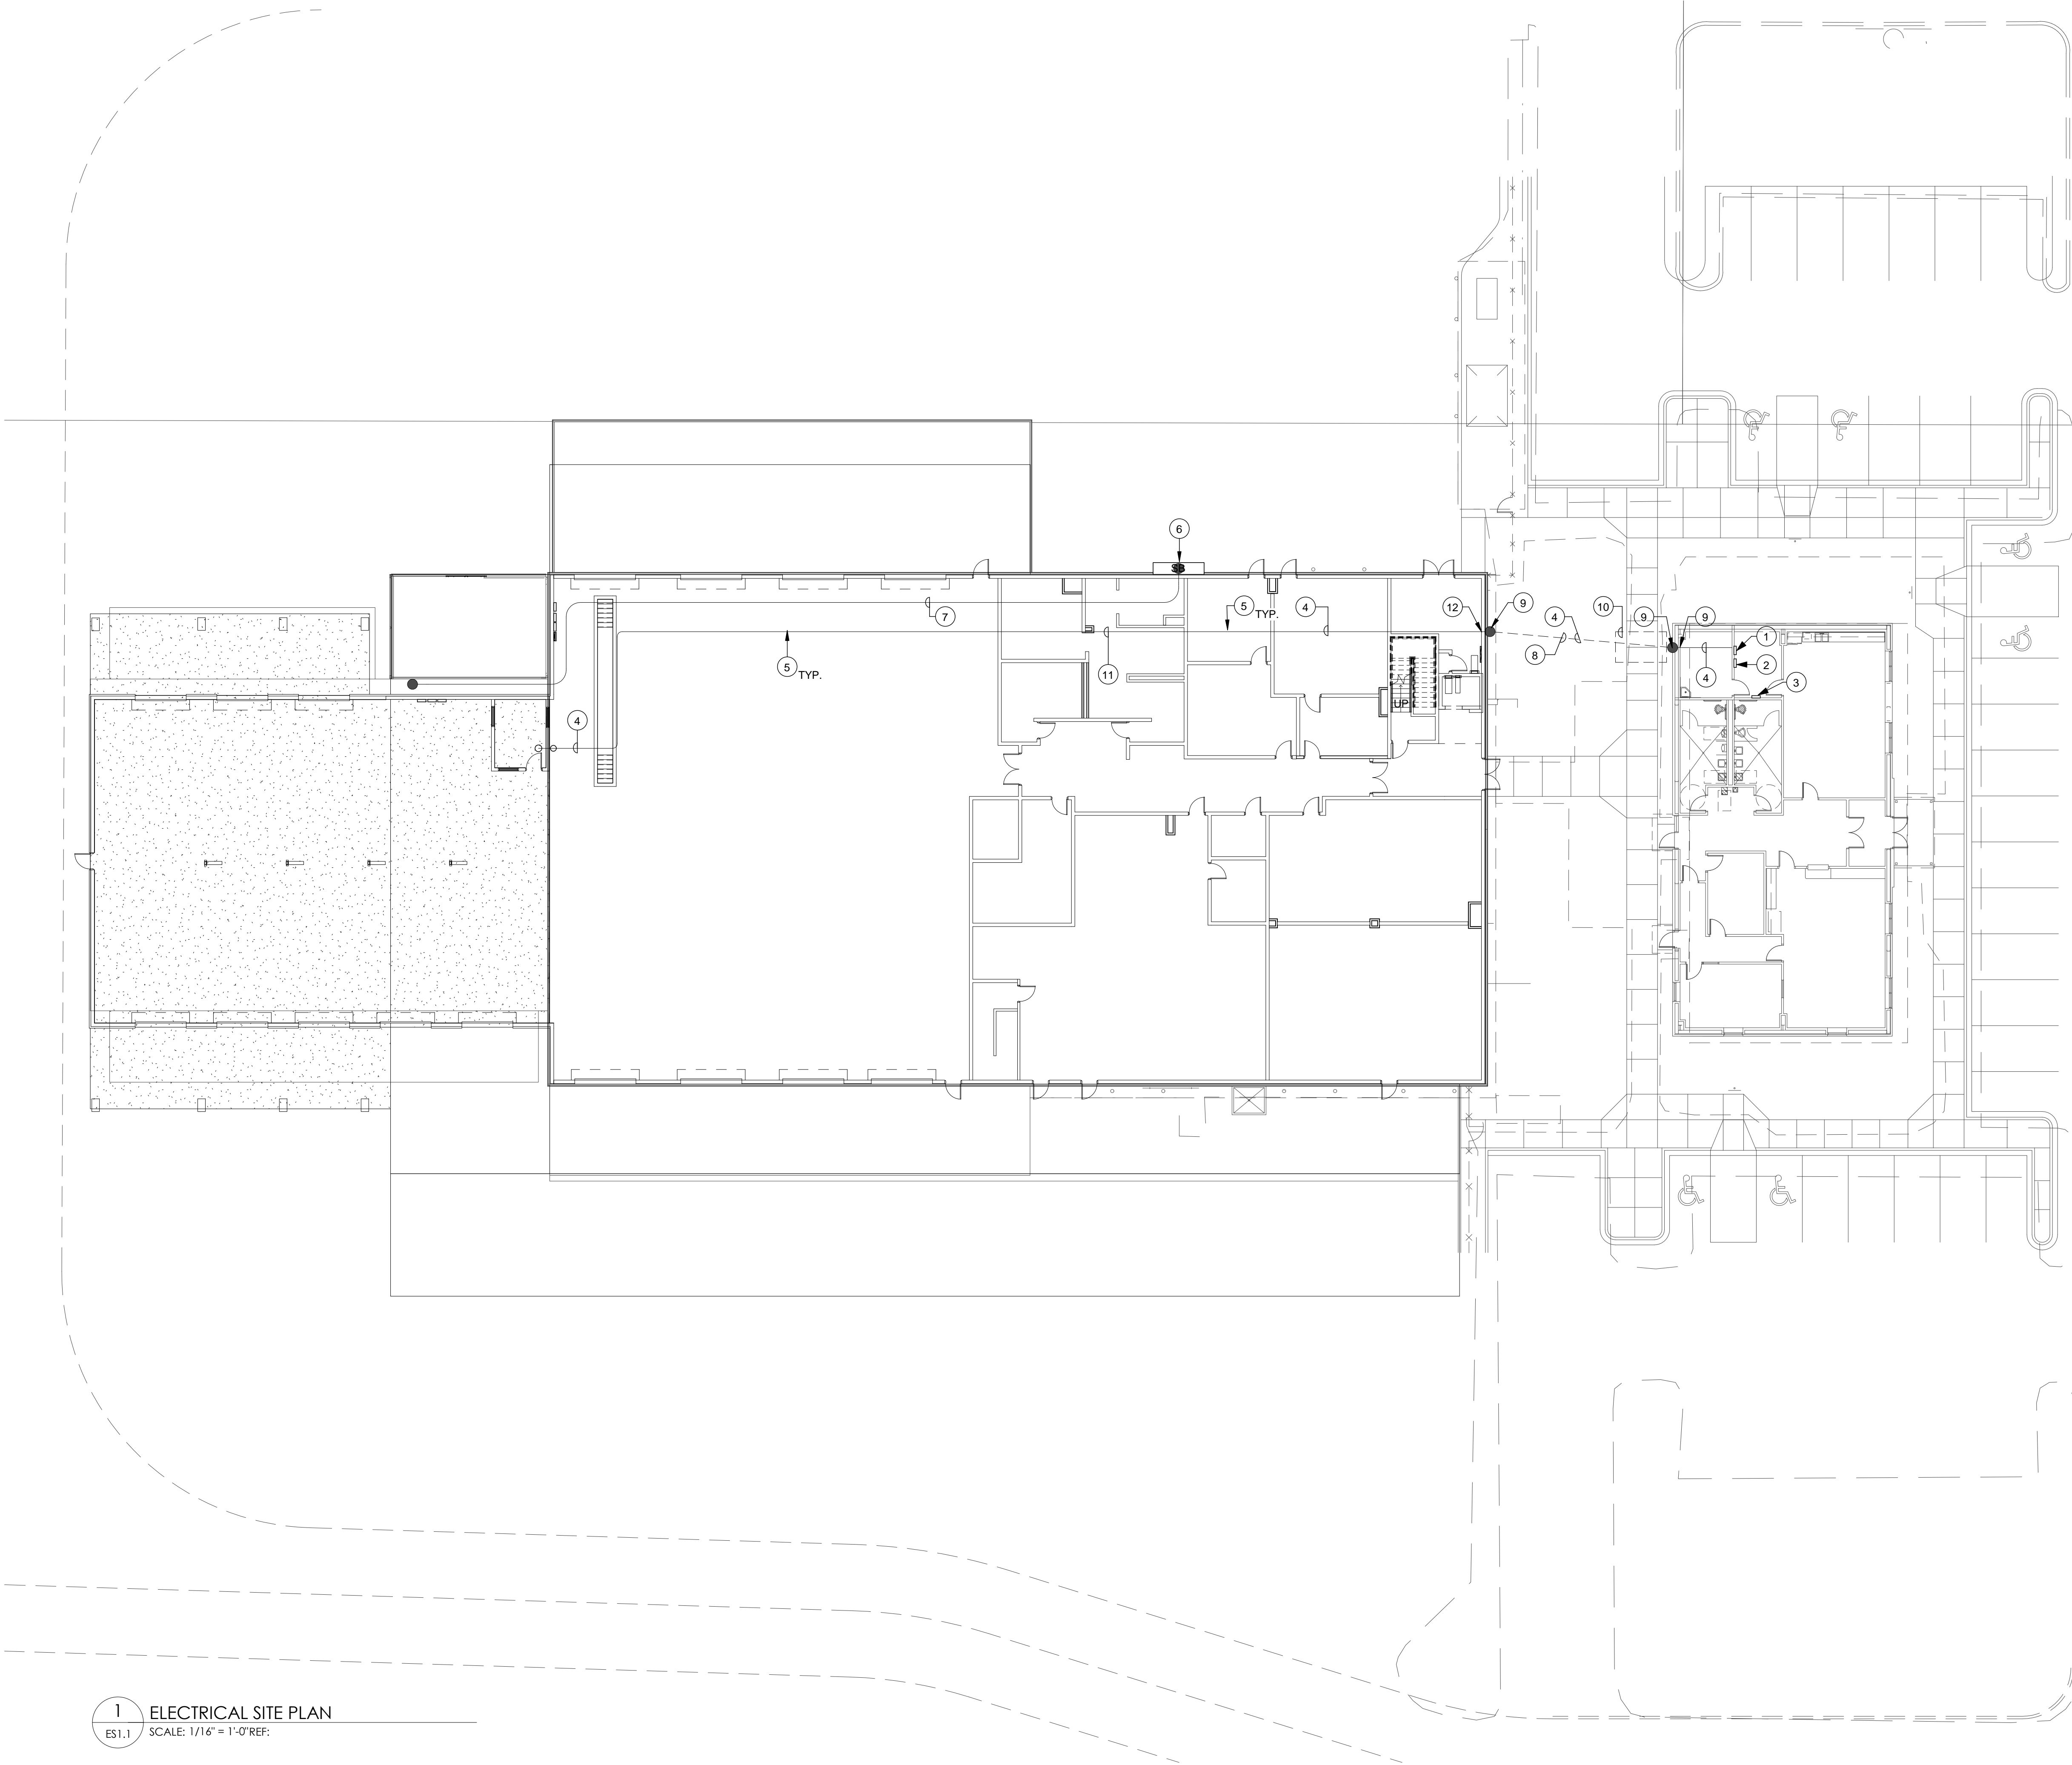 6
SB
7
5
TYP.
4
12
9
4
10
9
9
8
1
2
4
3
5
TYP.
11
UP
4
1
ELECTRICAL SITE PLAN
ES1.1
SCALE: 1/16" = 1'-0"REF: